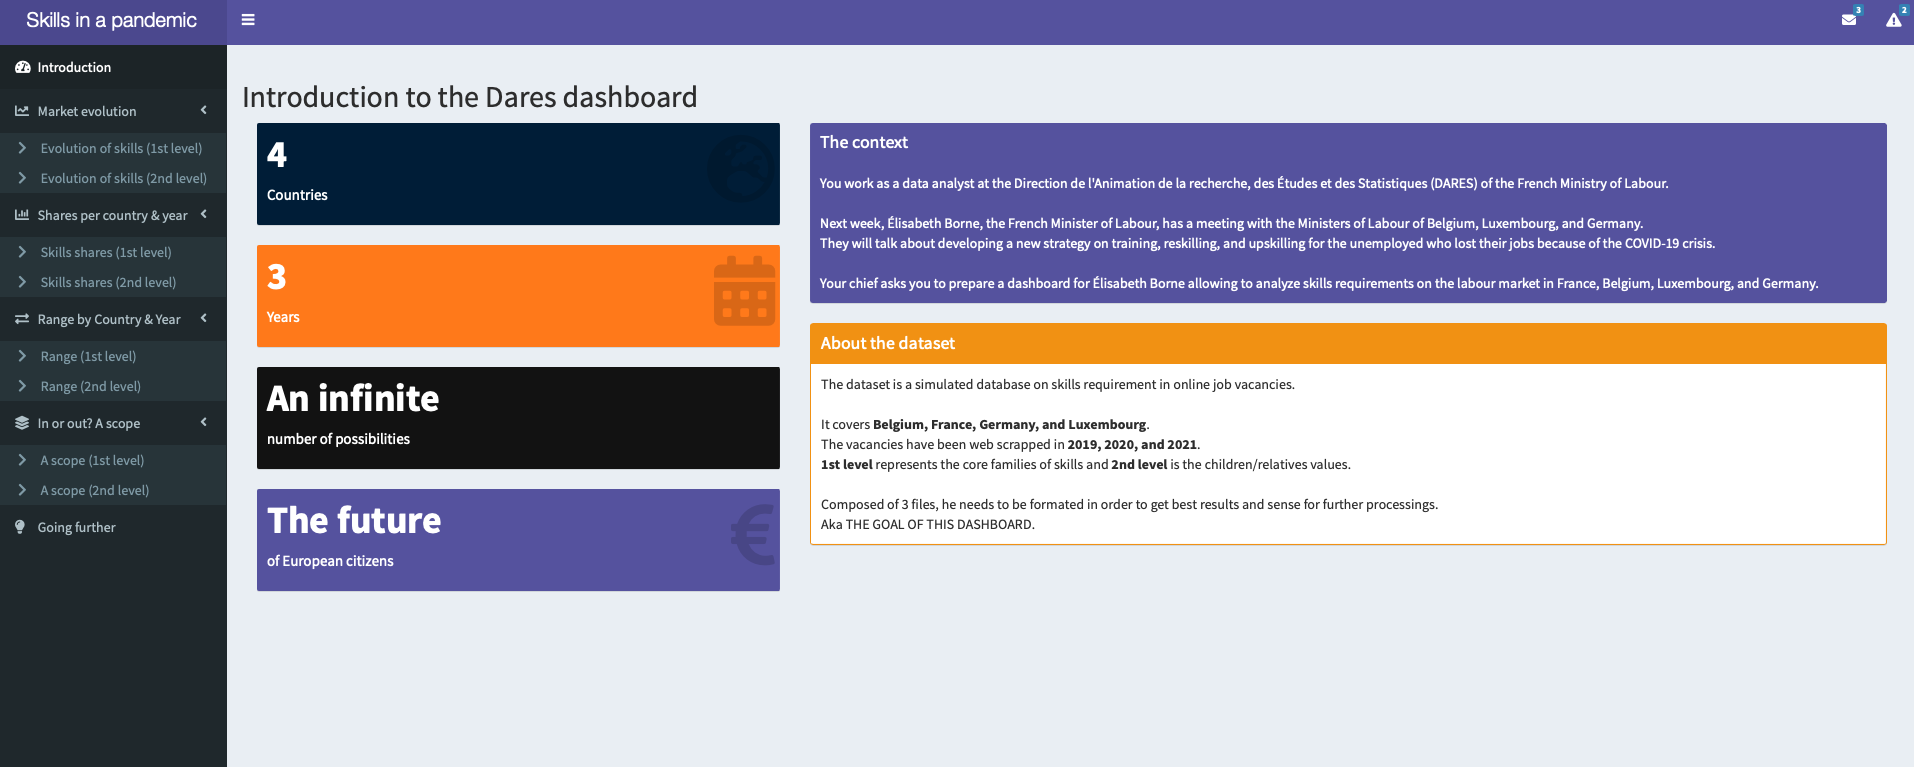 Skills in a pandemic
3
2
Introduction
Market evolution
Evolution of skills (1st level)
Evolution of skills (2nd level)
Shares per country & year
Skills shares (1st level)
Skills shares (2nd level)
Range by Country & Year
Range (1st level)
Range (2nd level)
In or out? A scope
A scope (1st level)
A scope (2nd level)
Going further
Introduction to the Dares dashboard
4
Countries
3
Years
An infinite
number of possibilities
The future
of European citizens
The context
You work as a data analyst at the Direction de l'Animation de la recherche, des Études et des Statistiques (DARES) of the French Ministry of Labour.
Next week, Élisabeth Borne, the French Minister of Labour, has a meeting with the Ministers of Labour of Belgium, Luxembourg, and Germany.
They will talk about developing a new strategy on training, reskilling, and upskilling for the unemployed who lost their jobs because of the COVID-19 crisis.
Your chief asks you to prepare a dashboard for Élisabeth Borne allowing to analyze skills requirements on the labour market in France, Belgium, Luxembourg, and Germany.
About the dataset
The dataset is a simulated database on skills requirement in online job vacancies.
It covers Belgium, France, Germany, and Luxembourg.
The vacancies have been web scrapped in 2019, 2020, and 2021.
1st level represents the core families of skills and 2nd level is the children/relatives values.
Composed of 3 files, he needs to be formated in order to get best results and sense for further processings.
Aka THE GOAL OF THIS DASHBOARD.